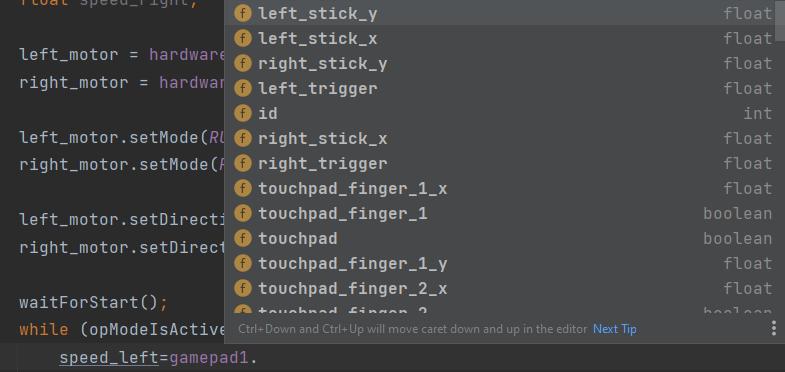 float speed_right;
left_stick_y float
left_stick_x float
left_motor = hardware
right_stick_y float
right_motor = hardwar
left_trigger float
id int
left_motor.setMode(RU
right_stick_x float
right_motor.setMode(R
right_trigger float
touchpad_finger_1_x float
left_motor.setDirecti
touchpad_finger_1 boolean
right_motor.setDirect
touchpad boolean
touchpad_finger_1_y float
waitForStart();
touchpad_finger_2_x float
touchpad_finger_2 boolean
while (opModeIsActive
Ctrl+Down and Ctrl+Up will move caret down and up in the editor Next Tip
speed_left=gamepad1.